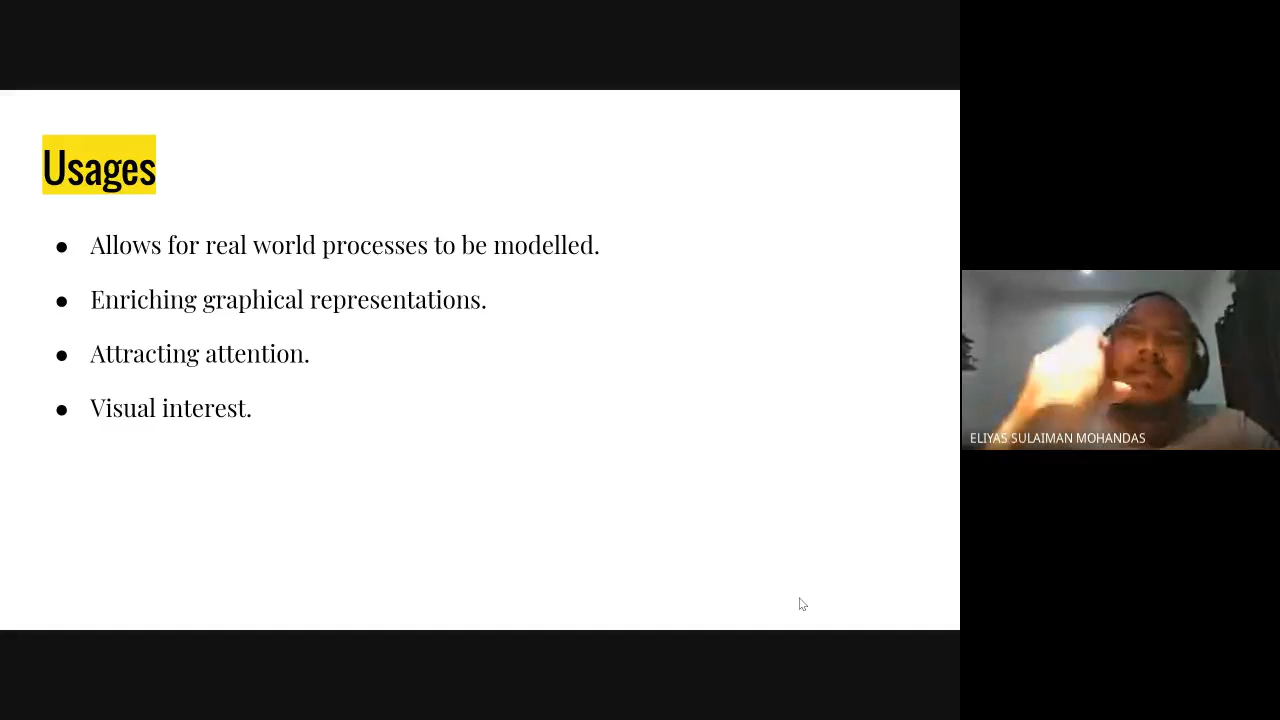 Usages
● Allows for real world processes to be modelled.
● Enriching graphical representations.
● Attracting attention.
● Visual interest.
ELIYAS SULAIMAN MOHANDAS